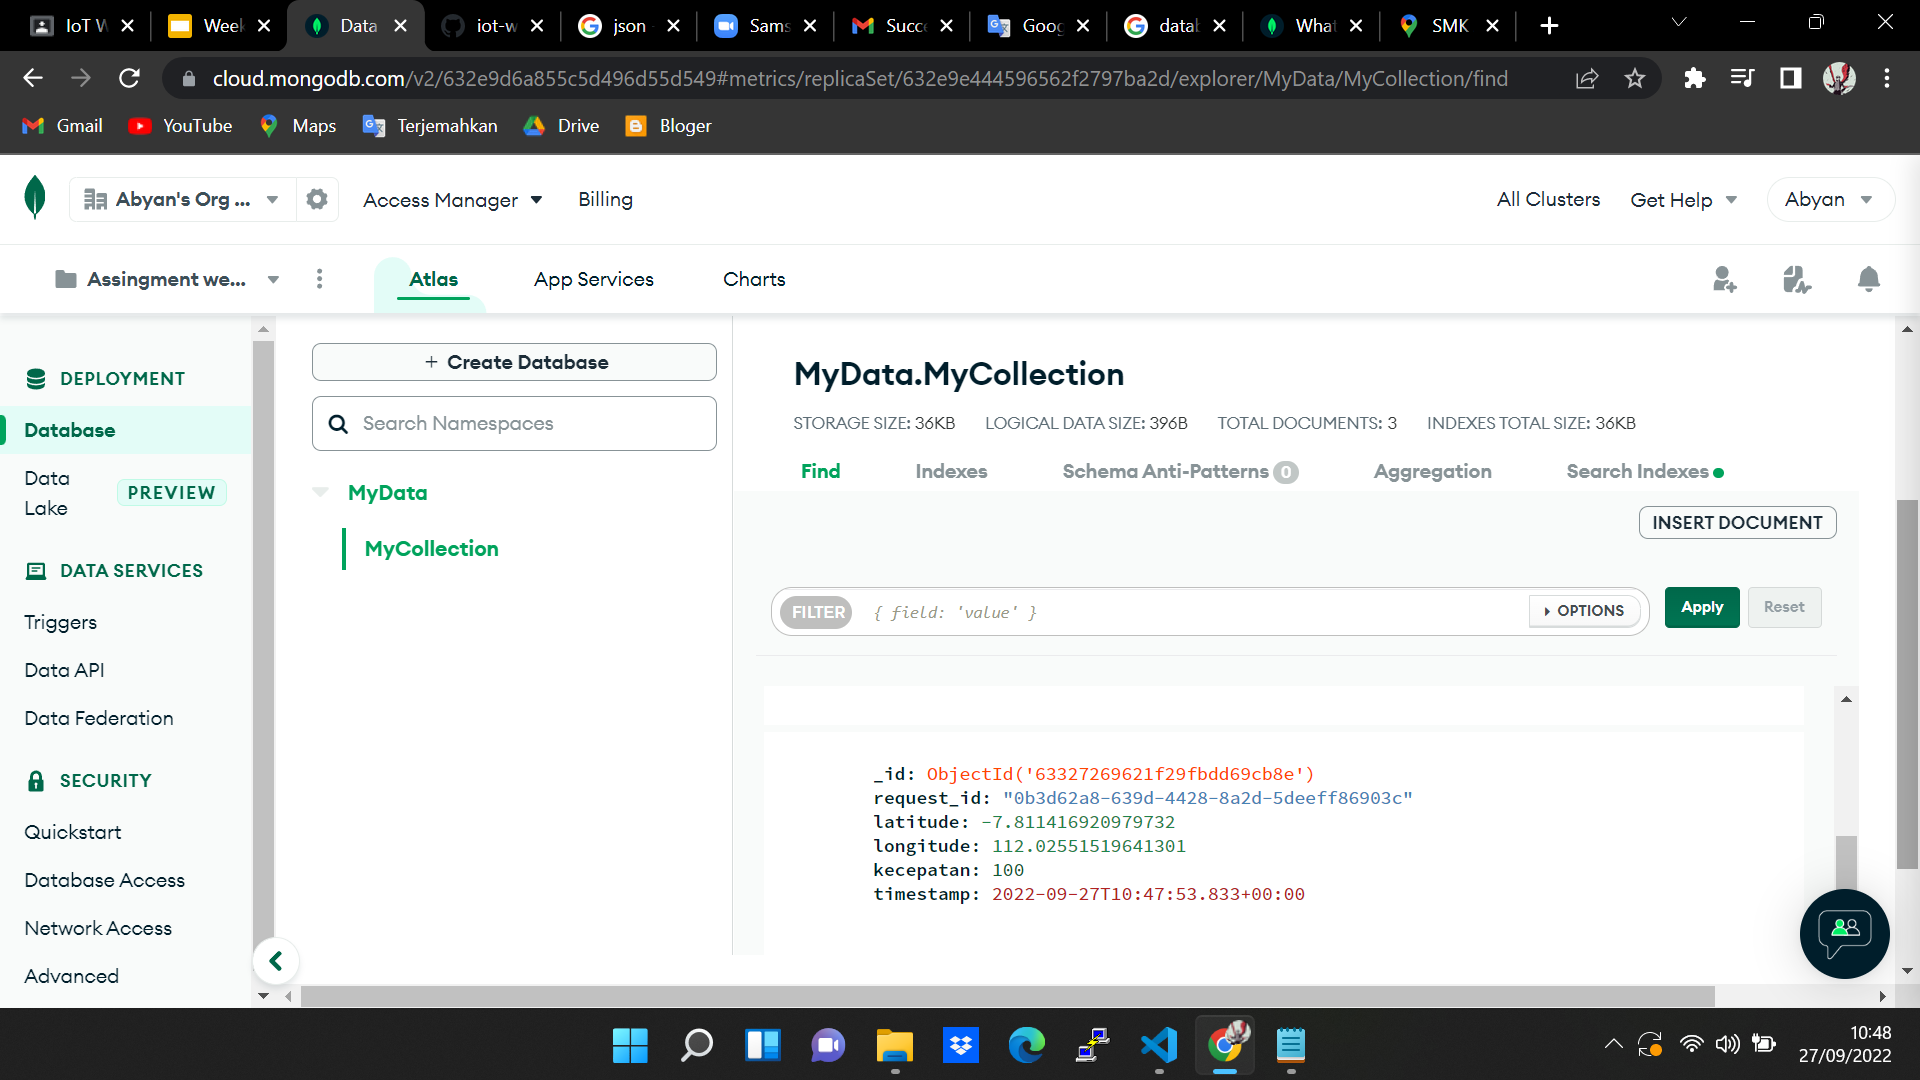 IoT W
Week
Data
iot-w
json
Sams
Succe
Goog
datab
What
SMK
cloud.mongodb.com/v2/632e9d6a855c5d496d55d549#metrics/replicaSet/632e9e444596562f2797ba2d/explorer/MyData/MyCollection/find
Gmail YouTube Maps Terjemahkan Drive Bloger
Abyan's Org ... Access Manager Billing All Clusters Get Help Abyan
Assingment we... Atlas App Services Charts
DEPLOYMENT
Database
Data Lake
PREVIEW
DATA SERVICES
Triggers
Data API
Data Federation
SECURITY
Quickstart
Database Access
Network Access
Advanced
+ Create Database
Search Namespaces
MyData
MyCollection
MyData.MyCollection
STORAGE SIZE: 36KB LOGICAL DATA SIZE: 396B TOTAL DOCUMENTS: 3 INDEXES TOTAL SIZE: 36KB
Find Indexes Schema Anti-Patterns 0 Aggregation Search Indexes
INSERT DOCUMENT
FILTER { field: 'value' } OPTIONS Apply Reset
_id: ObjectId('63327269621f29fbdd69cb8e')
request_id: "0b3d62a8-639d-4428-8a2d-5deeff86903c"
latitude: -7.811416920979732
longitude: 112.02551519641301
kecepatan: 100
timestamp: 2022-09-27T10:47:53.833+00:00
10:48
27/09/2022